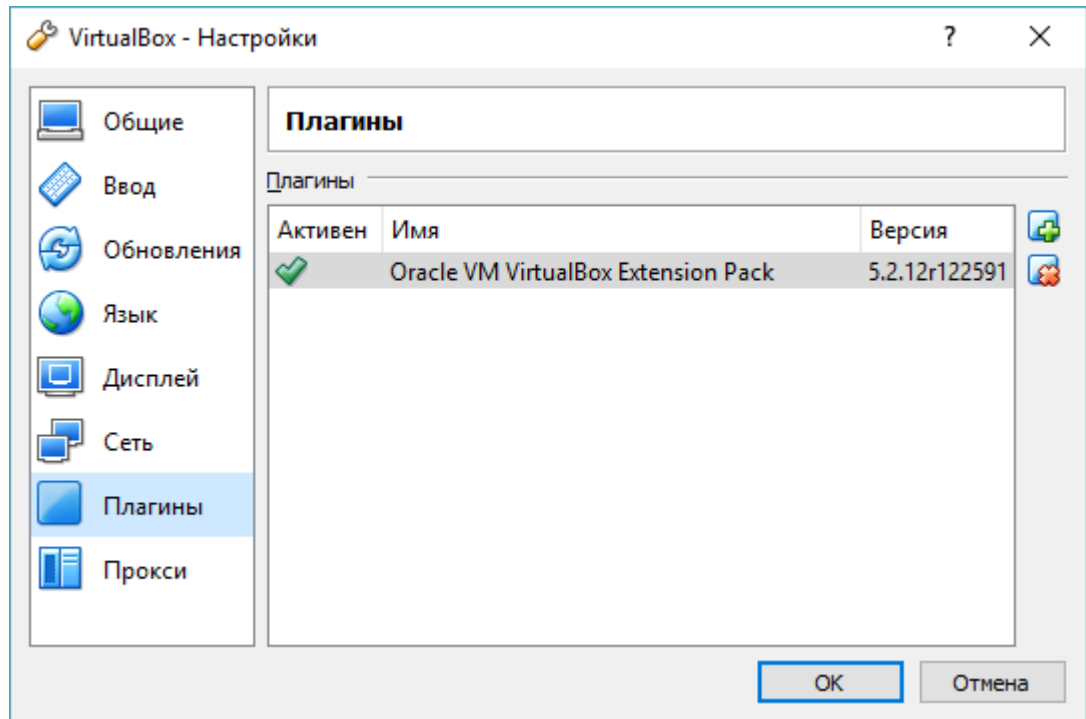 VirtualBox - Настройки
?
Общие
Ввод
Обновления
Язык
Дисплей
Сеть
Плагины
Прокси
Плагины
Плагины
Активен Имя Версия
Oracle VM VirtualBox Extension Pack 5.2.12r122591
OK Отмена